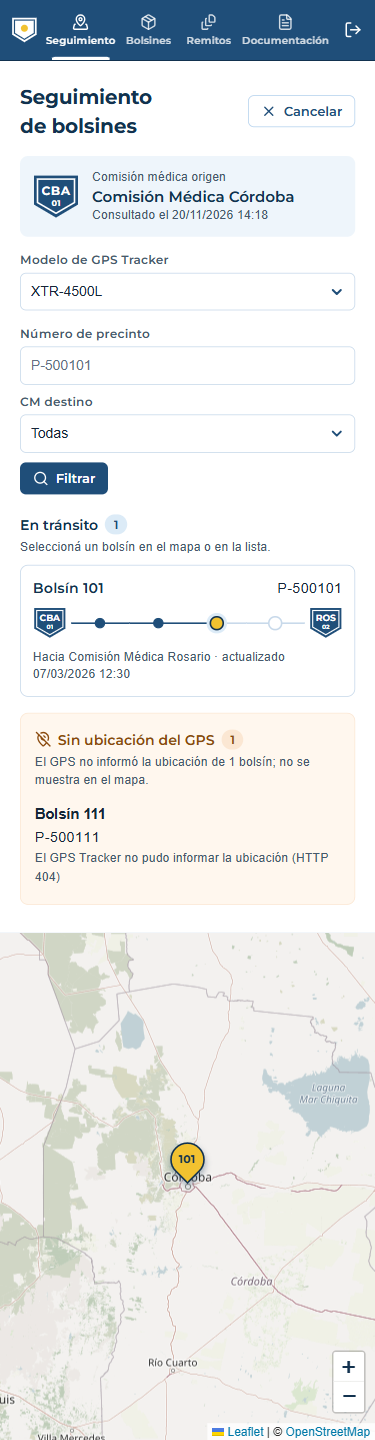 Seguimiento
Bolsines
Remitos
Documentación
Seguimiento
de bolsines
Cancelar
CBA
01
Comisión médica origen
Comisión Médica Córdoba
Consultado el 20/11/2026 14:18
Modelo de GPS Tracker
XTR-4500L
Número de precinto
P-500101
CM destino
Todas
Filtrar
En tránsito 1
Seleccioná un bolsín en el mapa o en la lista.
Bolsín 101 P-500101
CBA
01
ROS
02
Hacia Comisión Médica Rosario · actualizado
07/03/2026 12:30
Sin ubicación del GPS 1
El GPS no informó la ubicación de 1 bolsín; no se
muestra en el mapa.
Bolsín 111
P-500111
El GPS Tracker no pudo informar la ubicación (HTTP
404)
Laguna
Mar Chiquita
101
Córdoba
Córdoba
Río Cuarto
+
−
uis
Villa Mercedes
Leaflet | © OpenStreetMap